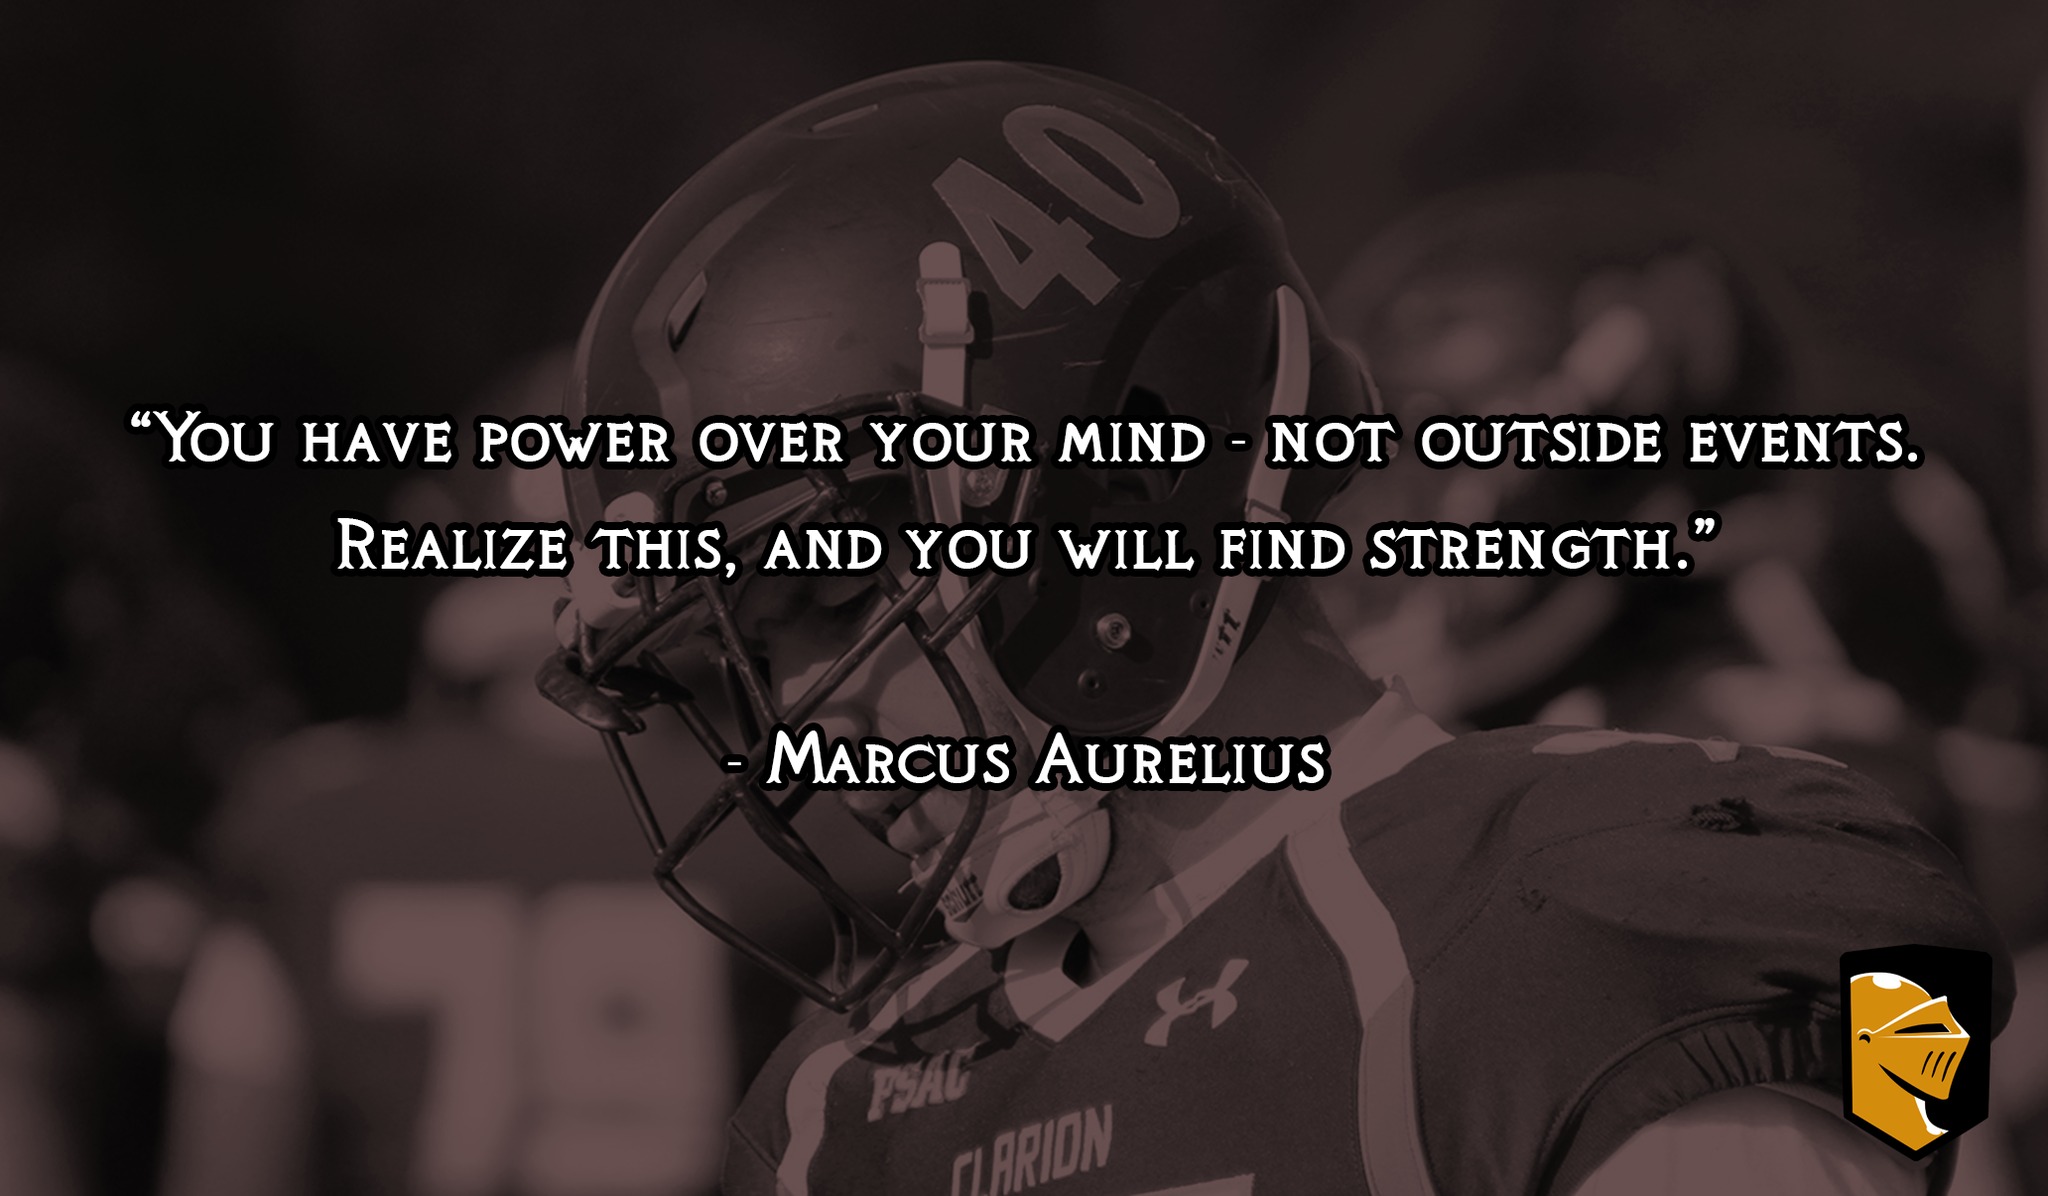 40
“You have power over your mind - not outside events.
Realize this, and you will find strength.”
- Marcus Aurelius
78
PSAC
CLARION